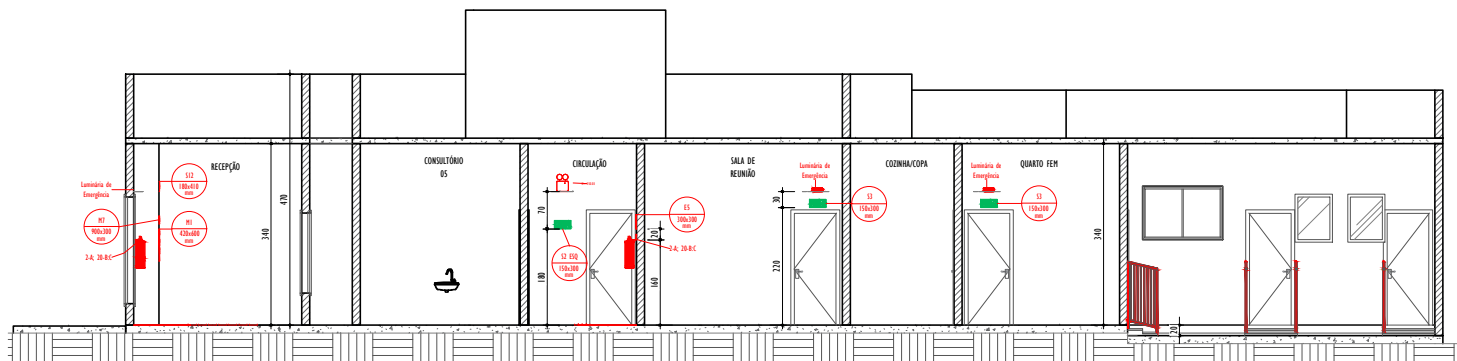 RECEPÇÃO
S12
180x410
mm
Luminária de
Emergência
M7
900x300
mm
M1
420x600
mm
2-A; 20-B:C
470
340
CONSULTÓRIO
05
CIRCULAÇÃO
70
180
S2 ESQ
150x300
mm
E5
300x300
mm
20
2-A; 20-B:C
160
SALA DE
REUNIÃO
Luminária de
Emergência
30
S3
150x300
mm
220
COZINHA/COPA
Luminária de
Emergência
QUARTO FEM
S3
150x300
mm
340
20